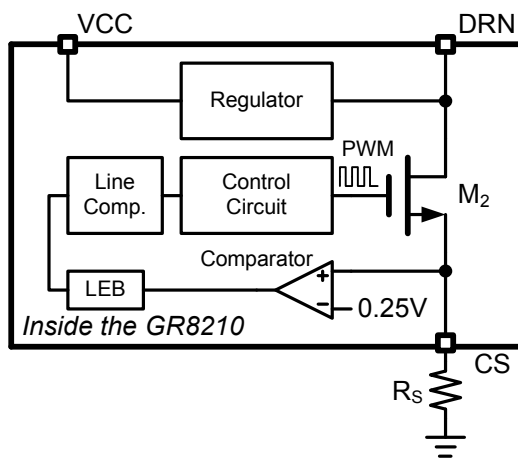 VCC
DRN
Regulator
PWM
Line
Comp.
Control
Circuit
M2
Comparator
+
LEB
−
0.25V
Inside the GR8210
CS
RS